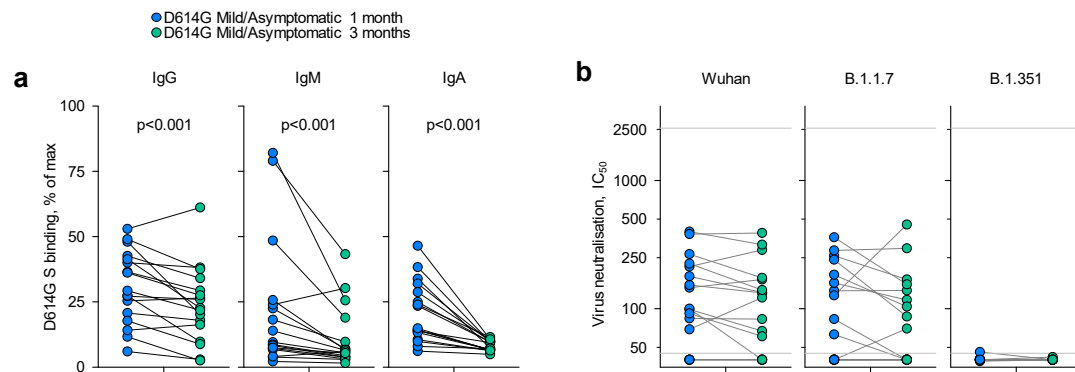 D614G Mild/Asymptomatic 1 month
D614G Mild/Asymptomatic 3 months
a
IgG
IgM
IgA
D614G S binding, % of max
100
75
50
25
0
p<0.001
p<0.001
p<0.001
b
Wuhan
B.1.1.7
B.1.351
Virus neutralisation, IC50
2500
1000
500
250
100
50